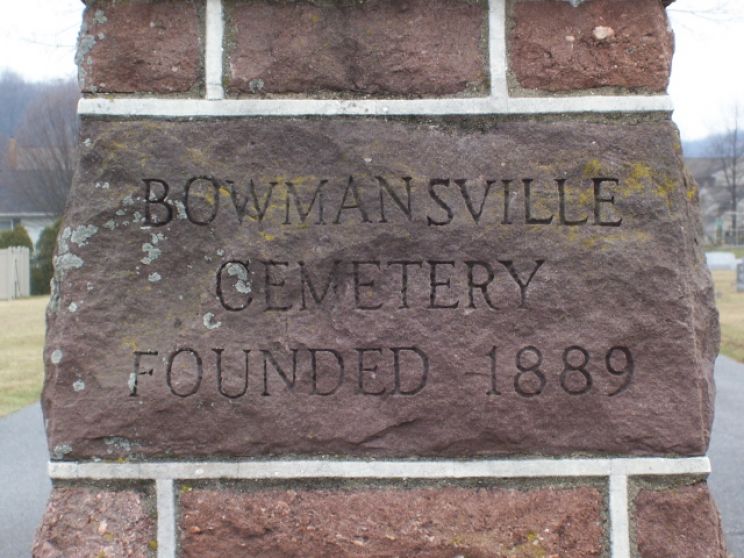 BOWMANSVILLE
CEMETERY
FOUNDED - 1889